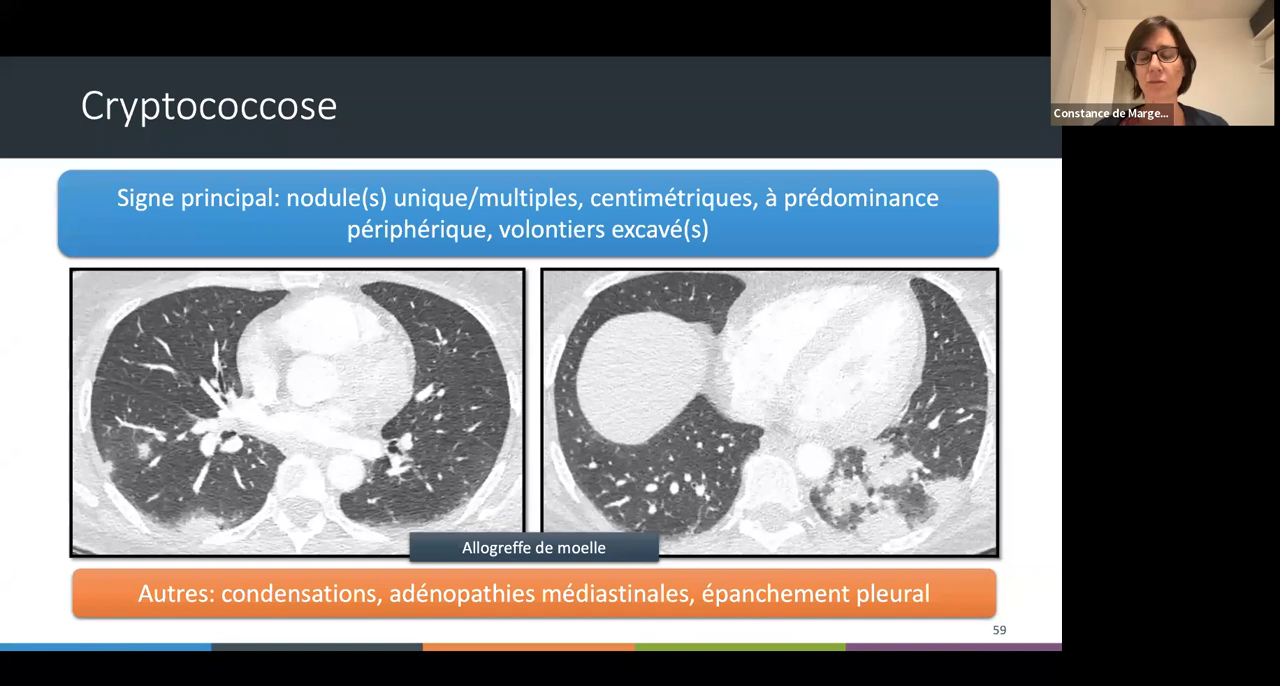 Cryptococcose
Constance de Marge...
Signe principal: nodule(s) unique/multiples, centimétriques, à prédominance
périphérique, volontiers excavé(s)
Allogreffe de moelle
Autres: condensations, adénopathies médiastinales, épanchement pleural
59